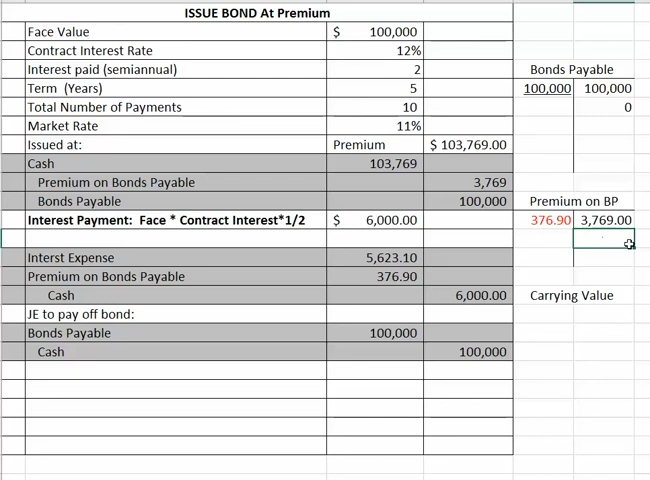 ISSUE BOND At Premium
Face Value $ 100,000
Contract Interest Rate 12%
Interest paid (semiannual) 2 Bonds Payable
Term (Years) 5 100,000 100,000
Total Number of Payments 10 0
Market Rate 11%
Issued at: Premium $ 103,769.00
Cash 103,769
Premium on Bonds Payable 3,769
Bonds Payable 100,000 Premium on BP
Interest Payment: Face * Contract Interest*1/2 $ 6,000.00 376.90 3,769.00
Interst Expense 5,623.10
Premium on Bonds Payable 376.90
Cash 6,000.00 Carrying Value
JE to pay off bond:
Bonds Payable 100,000
Cash 100,000